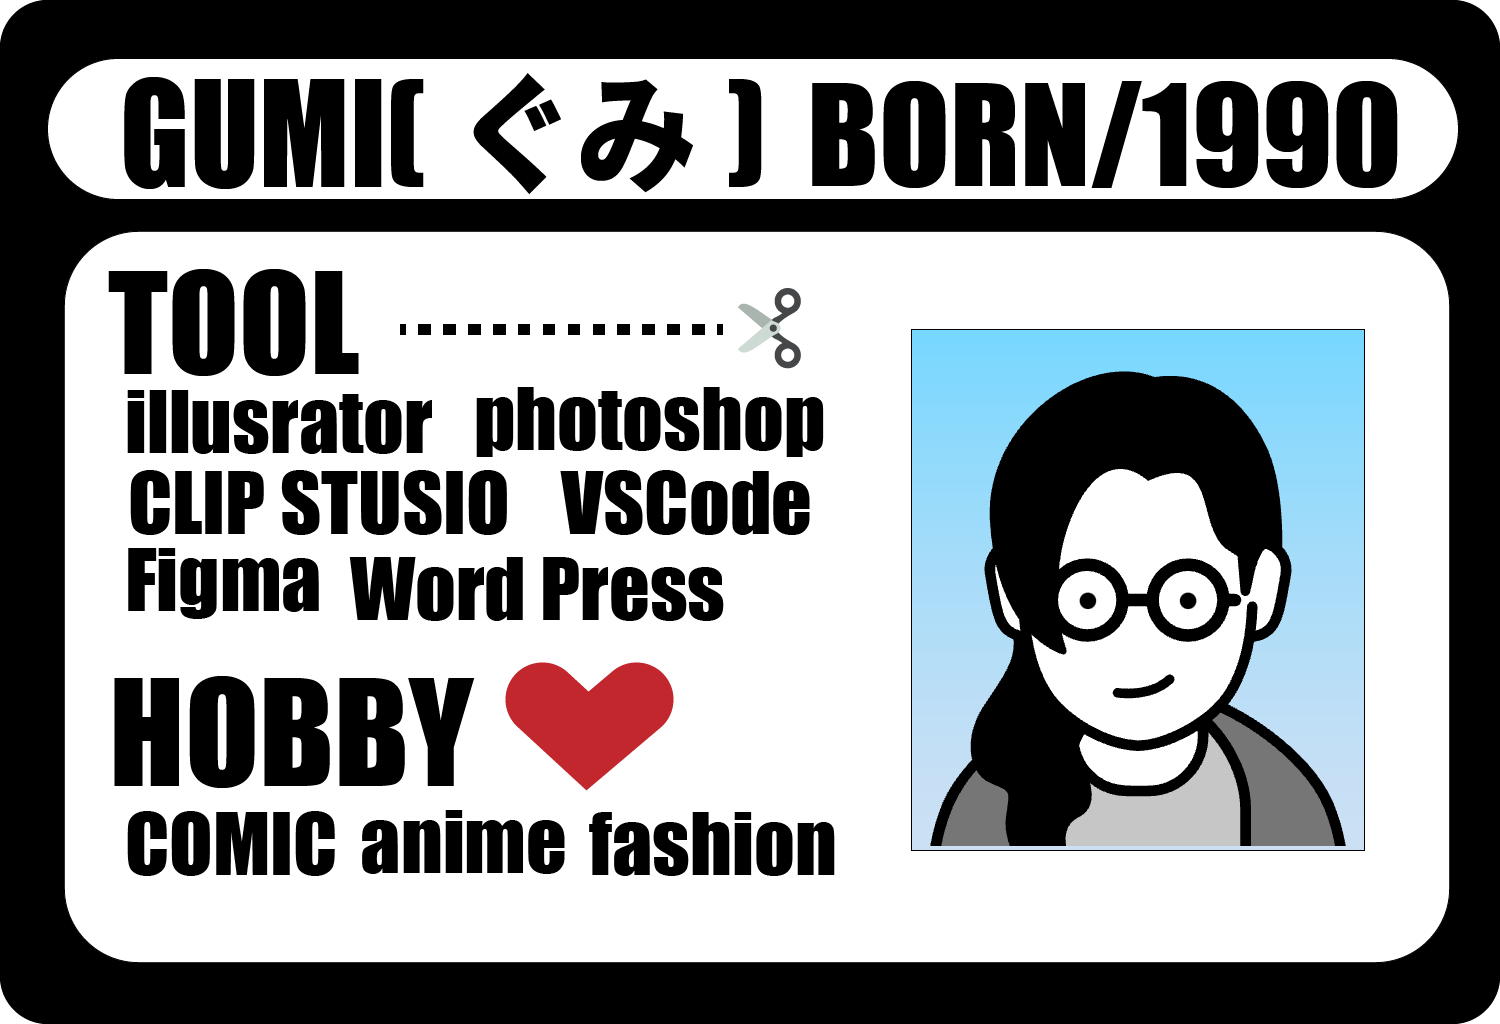 GUMI( ぐみ ) BORN/1990
TOOL
illusrator photoshop
CLIP STUSIO VSCode
Figma Word Press
HOBBY
COMIC anime fashion